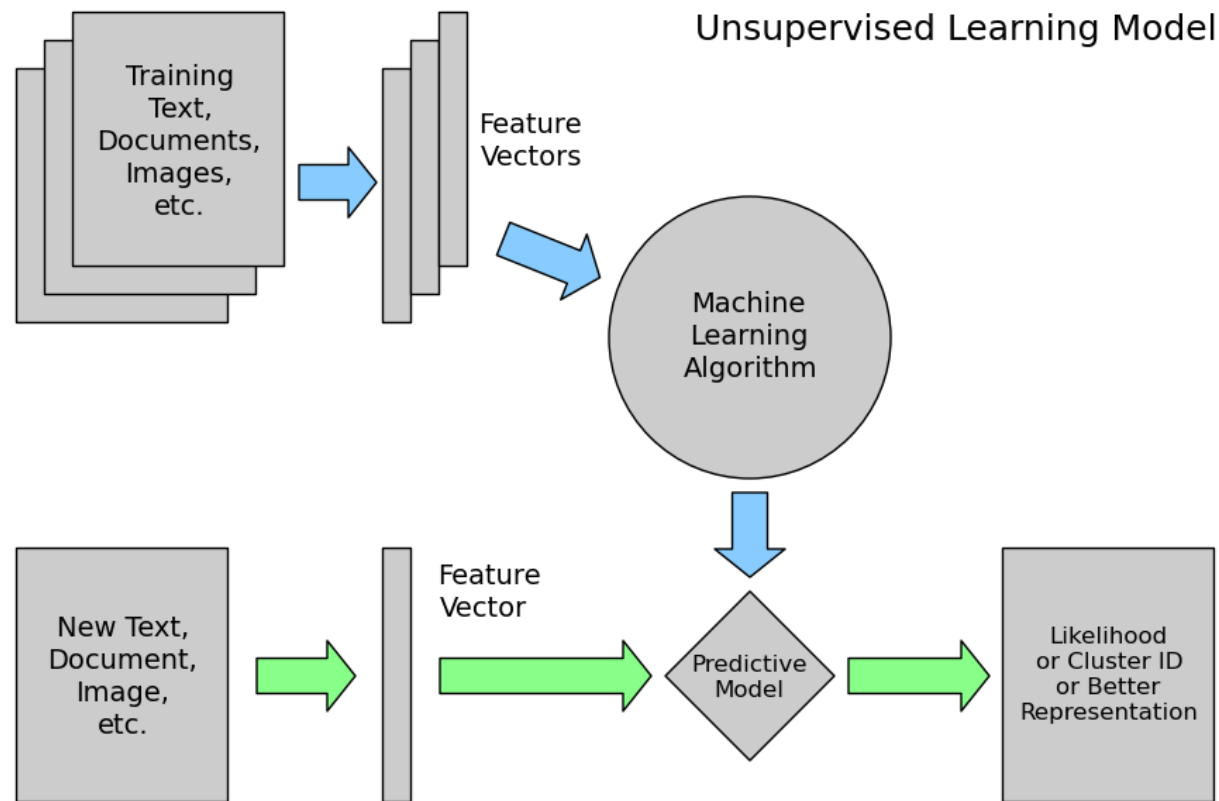 Unsupervised Learning Model
Training
Text,
Documents,
Images,
etc.
Feature
Vectors
Machine
Learning
Algorithm
New Text,
Document,
Image,
etc.
Feature
Vector
Predictive
Model
Likelihood
or Cluster ID
or Better
Representation